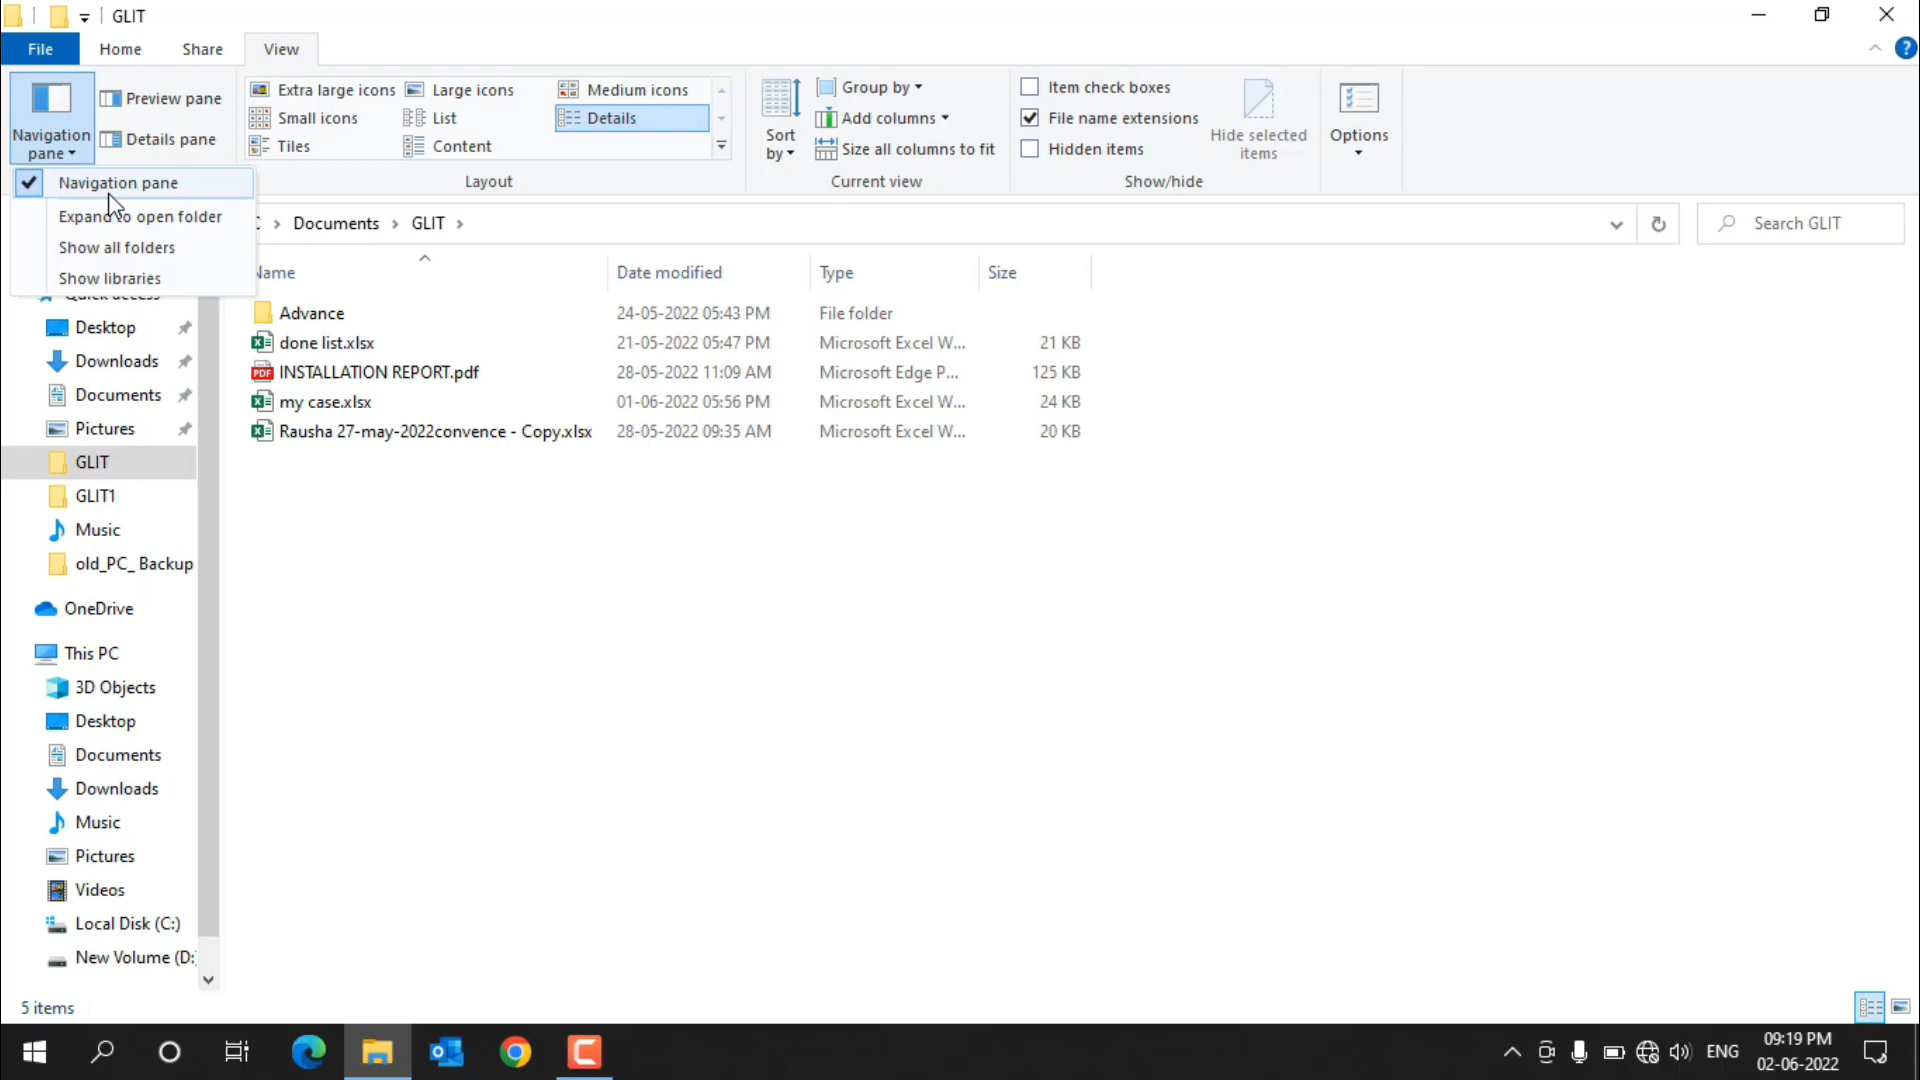 GLIT
File Home Share View
?
Navigation pane
Preview pane
Details pane
Extra large icons Large icons Medium icons
Small icons List Details
Tiles Content
Layout
Sort by
Group by
Add columns
Size all columns to fit
Current view
Item check boxes
File name extensions
Hidden items
Hide selected items
Show/hide
Options
Navigation pane
Expand to open folder
Show all folders
Show libraries
Documents GLIT
Search GLIT
Name Date modified Type Size
Advance 24-05-2022 05:43 PM File folder
done list.xlsx 21-05-2022 05:47 PM Microsoft Excel W... 21 KB
INSTALLATION REPORT.pdf 28-05-2022 11:09 AM Microsoft Edge P... 125 KB
my case.xlsx 01-06-2022 05:56 PM Microsoft Excel W... 24 KB
Rausha 27-may-2022convence - Copy.xlsx 28-05-2022 09:35 AM Microsoft Excel W... 20 KB
Quick access
Desktop
Downloads
Documents
Pictures
GLIT
GLIT1
Music
old_PC_ Backup
OneDrive
This PC
3D Objects
Desktop
Documents
Downloads
Music
Pictures
Videos
Local Disk (C:)
New Volume (D:
5 items
ENG
09:19 PM
02-06-2022